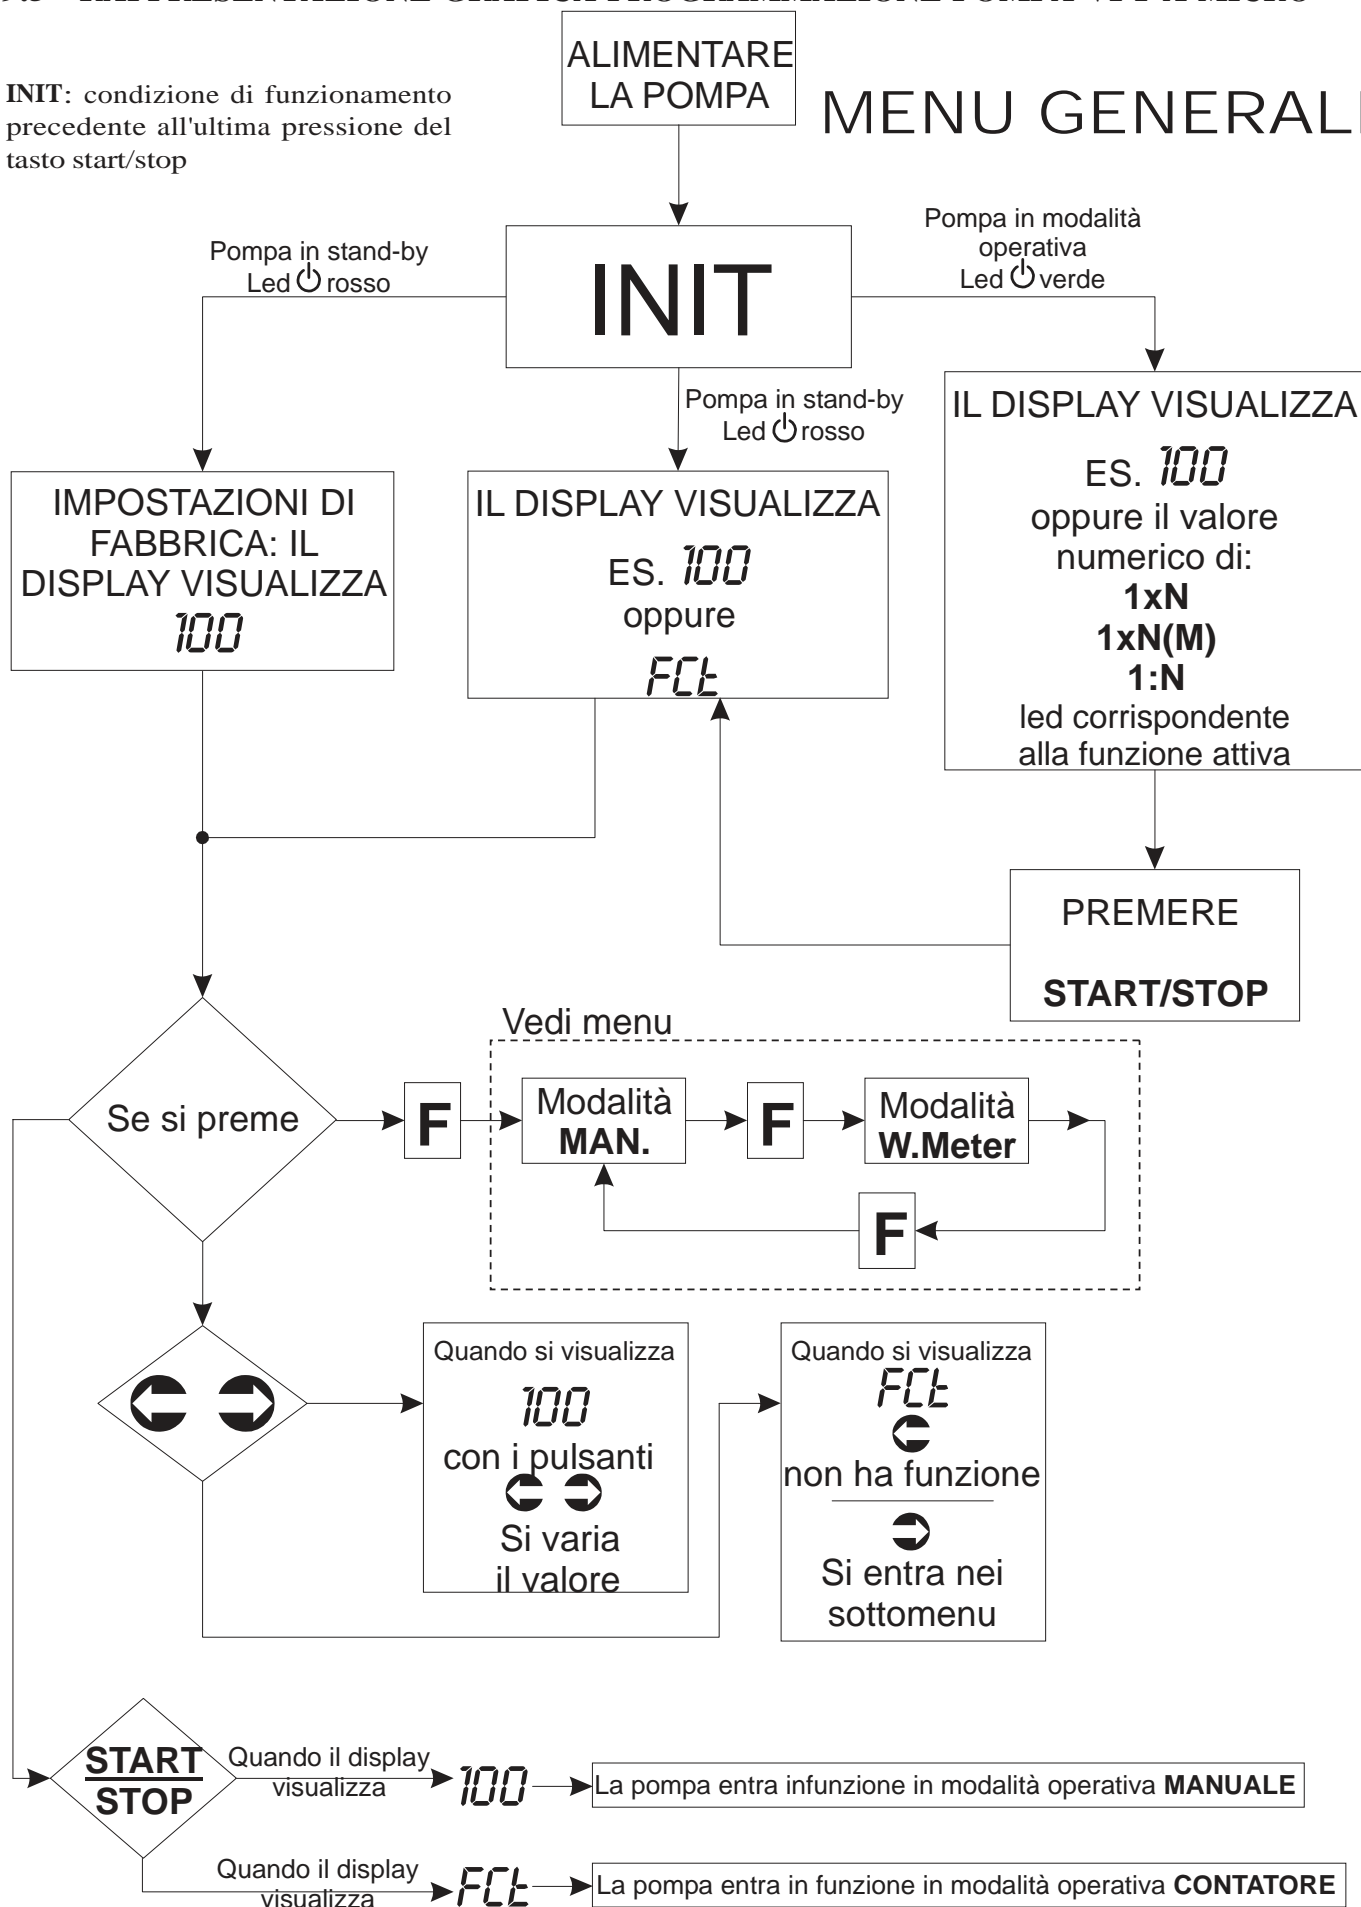 RAPPRESENTAZIONE GRAFICA PROGRAMMAZIONE POMPA
INIT: condizione di funzionamento
precedente all'ultima pressione del
tasto start/stop
ALIMENTARE
LA POMPA
MENU GENERALE
Pompa in stand-by
Led rosso
INIT
Pompa in modalità
operativa
Led verde
Pompa in stand-by
Led rosso
IMPOSTAZIONI DI
FABBRICA: IL
DISPLAY VISUALIZZA
100
IL DISPLAY VISUALIZZA
ES. 100
oppure
FCt
IL DISPLAY VISUALIZZA
ES. 100
oppure il valore
numerico di:
1xN
1xN(M)
1:N
led corrispondente
alla funzione attiva
PREMERE
START/STOP
Vedi menu
Se si preme
F
Modalità
MAN.
F
Modalità
W.Meter
F
Quando si visualizza
100
con i pulsanti
Si varia
il valore
Quando si visualizza
FCt
non ha funzione
Si entra nei
sottomenu
START
STOP
Quando il display
visualizza
100
La pompa entra infunzione in modalità operativa MANUALE
Quando il display
visualizza
FCt
La pompa entra in funzione in modalità operativa CONTATORE